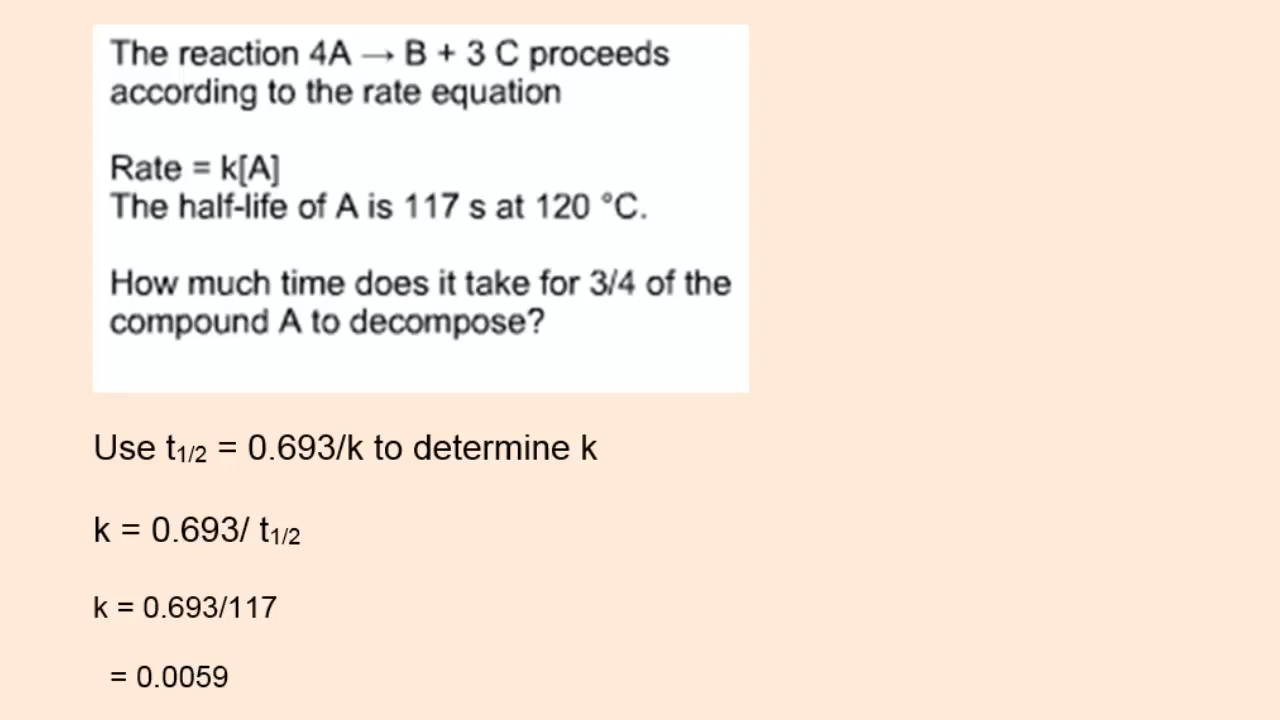 The reaction 4A → B + 3 C proceeds
according to the rate equation
Rate = k[A]
The half-life of A is 117 s at 120 °C.
How much time does it take for 3/4 of the
compound A to decompose?
Use t1/2 = 0.693/k to determine k
k = 0.693/ t1/2
k = 0.693/117
= 0.0059